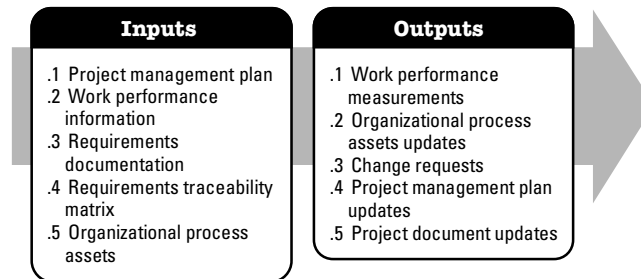 Inputs
.1 Project management plan
.2 Work performance
information
.3 Requirements
documentation
.4 Requirements traceability
matrix
.5 Organizational process
assets
Outputs
.1 Work performance
measurements
.2 Organizational process
assets updates
.3 Change requests
.4 Project management plan
updates
.5 Project document updates